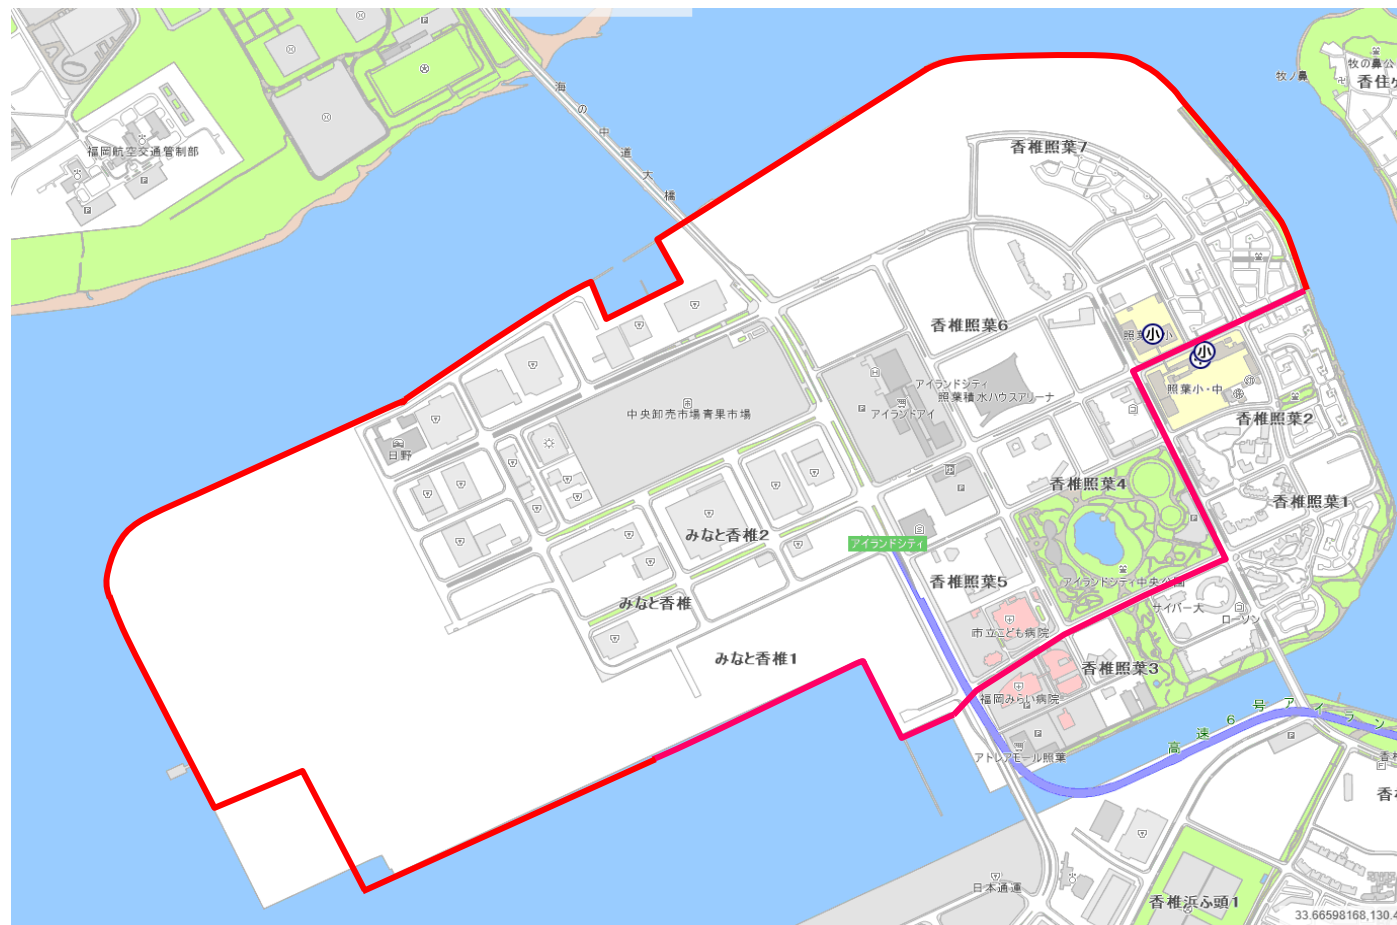 海の中道大橋
牧ノ鼻
牧の鼻公
香住ヶ
福岡航空交通管制部
香椎照葉7
香椎照葉6
照葉
小
小
照葉小・中
アイランドシティ
照葉積水ハウスアリーナ
アイランドアイ
中央卸売市場青果市場
香椎照葉2
日野
香椎照葉4
香椎照葉1
みなと香椎2
アイランドシティ
香椎照葉5
アイランドシティ中央公園
みなと香椎
サイバー大
ローソン
市立こども病院
みなと香椎1
香椎照葉3
福岡みらい病院
高速6号アイラン
アトレアモール照葉
日本通運
香椎浜ふ頭1
33.66598168,130.4